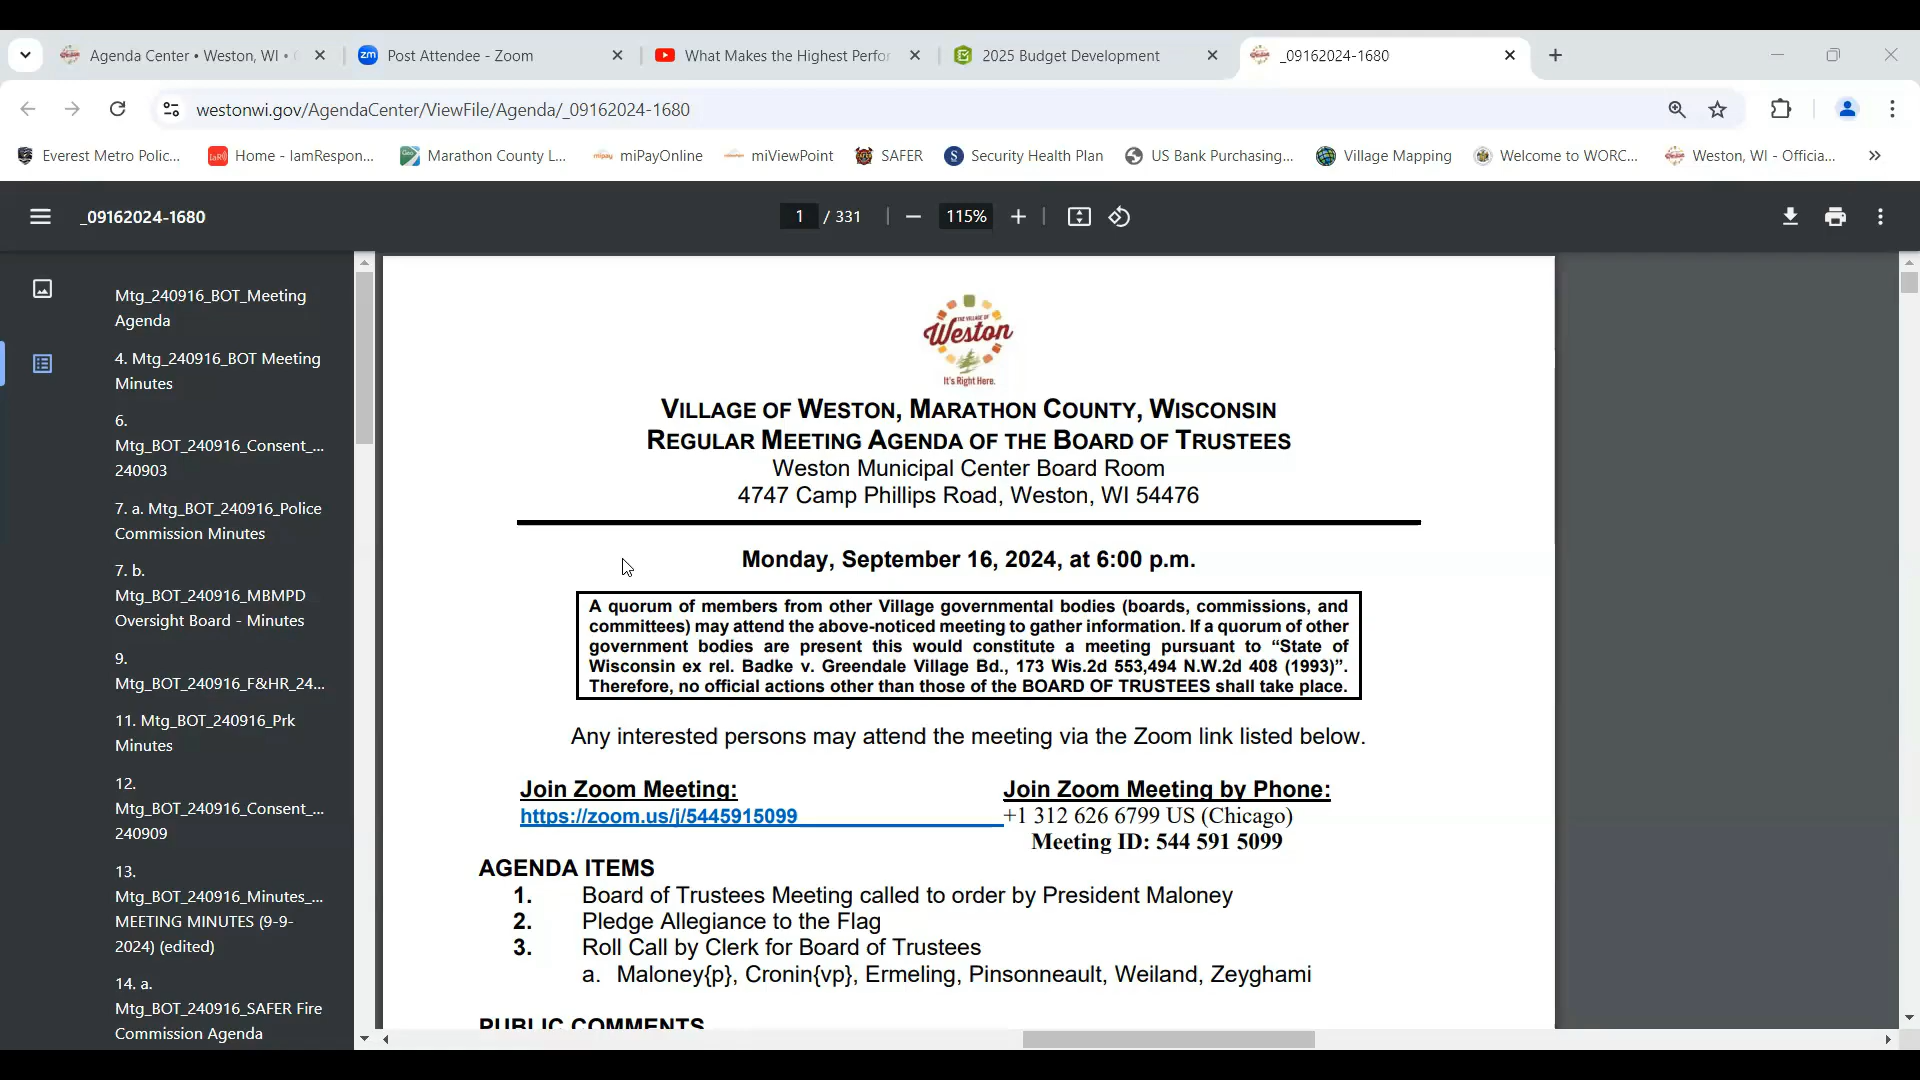 Agenda Center • Weston, WI •
zm Post Attendee - Zoom
What Makes the Highest Perfor
2025 Budget Development
_09162024-1680
westonwi.gov/AgendaCenter/ViewFile/Agenda/_09162024-1680
Everest Metro Polic...
Home - IamRespon...
Marathon County L...
miPayOnline
miViewPoint
SAFER
Security Health Plan
US Bank Purchasing...
Village Mapping
Welcome to WORC...
Weston, WI - Officia...
_09162024-1680
1 / 331
115%
Mtg_240916_BOT_Meeting
Agenda
4. Mtg_240916_BOT Meeting
Minutes
6.
Mtg_BOT_240916_Consent_...
240903
7. a. Mtg_BOT_240916_Police
Commission Minutes
7. b.
Mtg_BOT_240916_MBMPD
Oversight Board - Minutes
9.
Mtg_BOT_240916_F&HR_24...
11. Mtg_BOT_240916_Prk
Minutes
12.
Mtg_BOT_240916_Consent_...
240909
13.
Mtg_BOT_240916_Minutes_...
MEETING MINUTES (9-9-
2024) (edited)
14. a.
Mtg_BOT_240916_SAFER Fire
Commission Agenda
THE VILLAGE OF
Weston
It's Right Here.
VILLAGE OF WESTON, MARATHON COUNTY, WISCONSIN
REGULAR MEETING AGENDA OF THE BOARD OF TRUSTEES
Weston Municipal Center Board Room
4747 Camp Phillips Road, Weston, WI 54476
Monday, September 16, 2024, at 6:00 p.m.
A quorum of members from other Village governmental bodies (boards, commissions, and
committees) may attend the above-noticed meeting to gather information. If a quorum of other
government bodies are present this would constitute a meeting pursuant to “State of
Wisconsin ex rel. Badke v. Greendale Village Bd., 173 Wis.2d 553,494 N.W.2d 408 (1993)”.
Therefore, no official actions other than those of the BOARD OF TRUSTEES shall take place.
Any interested persons may attend the meeting via the Zoom link listed below.
Join Zoom Meeting:
https://zoom.us/j/5445915099
Join Zoom Meeting by Phone:
+1 312 626 6799 US (Chicago)
Meeting ID: 544 591 5099
AGENDA ITEMS
1. Board of Trustees Meeting called to order by President Maloney
2. Pledge Allegiance to the Flag
3. Roll Call by Clerk for Board of Trustees
a. Maloney{p}, Cronin{vp}, Ermeling, Pinsonneault, Weiland, Zeyghami
PUBLIC COMMENTS